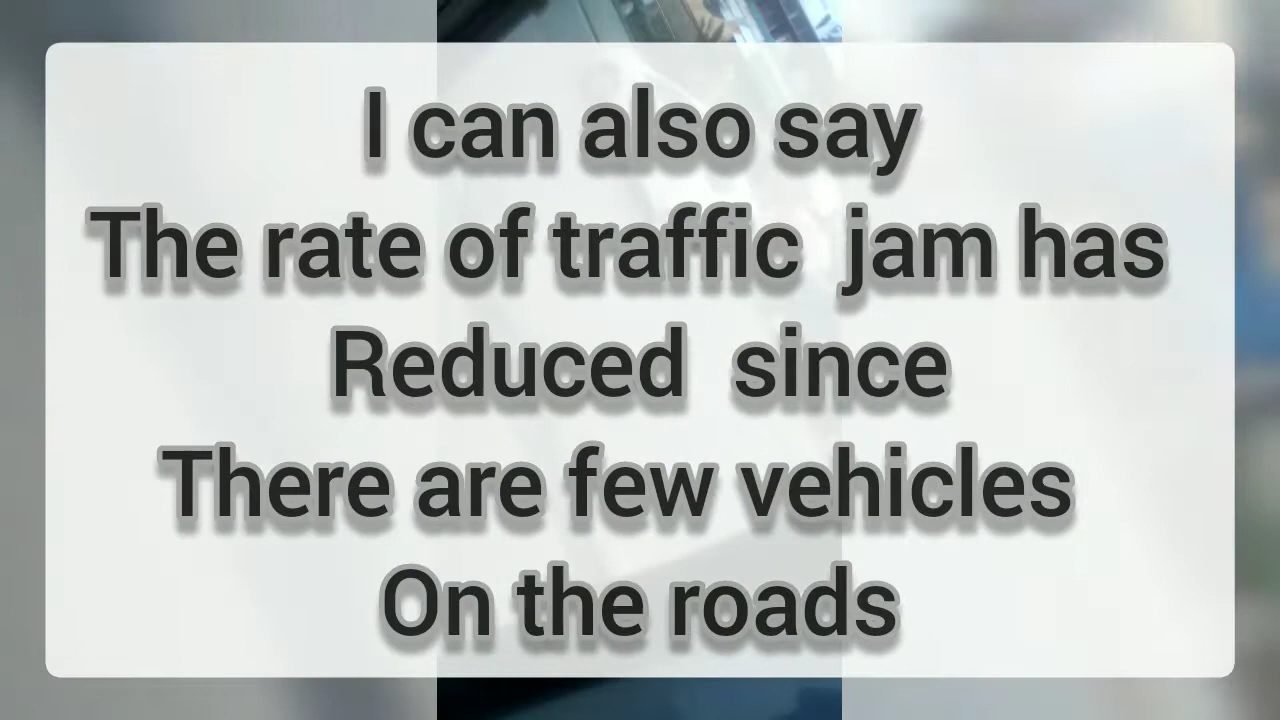 I can also say
The rate of traffic  jam has
Reduced  since
There are few vehicles
On the roads